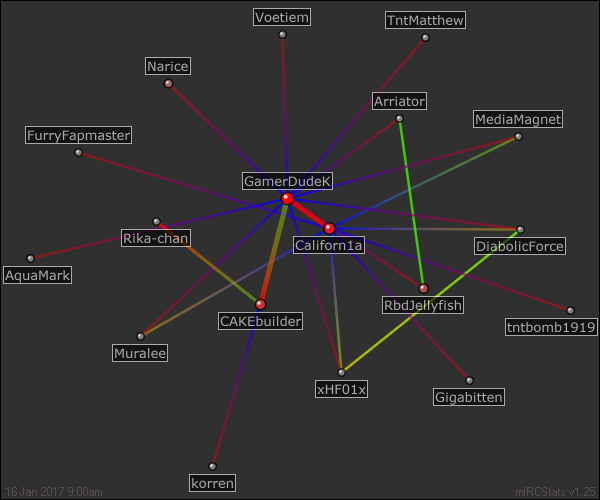 Voetiem
TntMatthew
Narice
Arriator
MediaMagnet
FurryFapmaster
GamerDudeK
Rika-chan
Californ1a
DiabolicForce
AquaMark
RbdJellyfish
CAKEbuilder
tntbomb1919
Muralee
xHF01x
Gigabitten
korren
16 Jan 2017 9:00am
mIRCStats v1.25